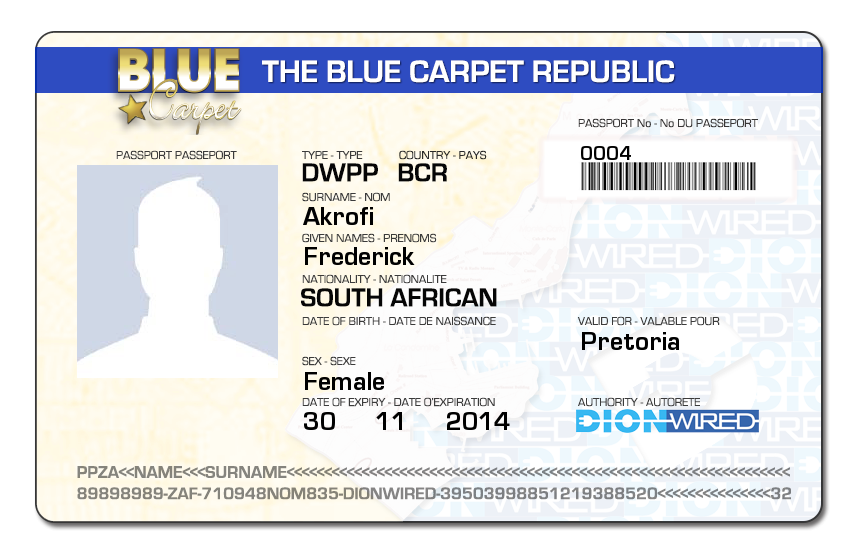 BLUE Carpet THE BLUE CARPET REPUBLIC
PASSPORT No - No DU PASSEPORT
0004
PASSPORT PASSEPORT
TYPE - TYPE COUNTRY - PAYS
DWPP BCR
SURNAME - NOM
Akrofi
GIVEN NAMES - PRENOMS
Frederick
NATIONALITY - NATIONALITE
SOUTH AFRICAN
DATE OF BIRTH - DATE DE NAISSANCE
VALID FOR - VALABLE POUR
Pretoria
SEX - SEXE
Female
DATE OF EXPIRY - DATE O'EXPIRATION
30 11 2014
AUTHORITY - AUTORETE
DION WIRED
PPZA<<NAME<<<SURNAME<<<<<<<<<<<<<<<<<<<<<<<<<<<<<<<<<<<<<<<<<<<<<<<<<<<<<<<<<<<<<<<<
89898989-ZAF-710948NOM835-DIONWIRED-39503998851219388520<<<<<<<<<<<<<<<32